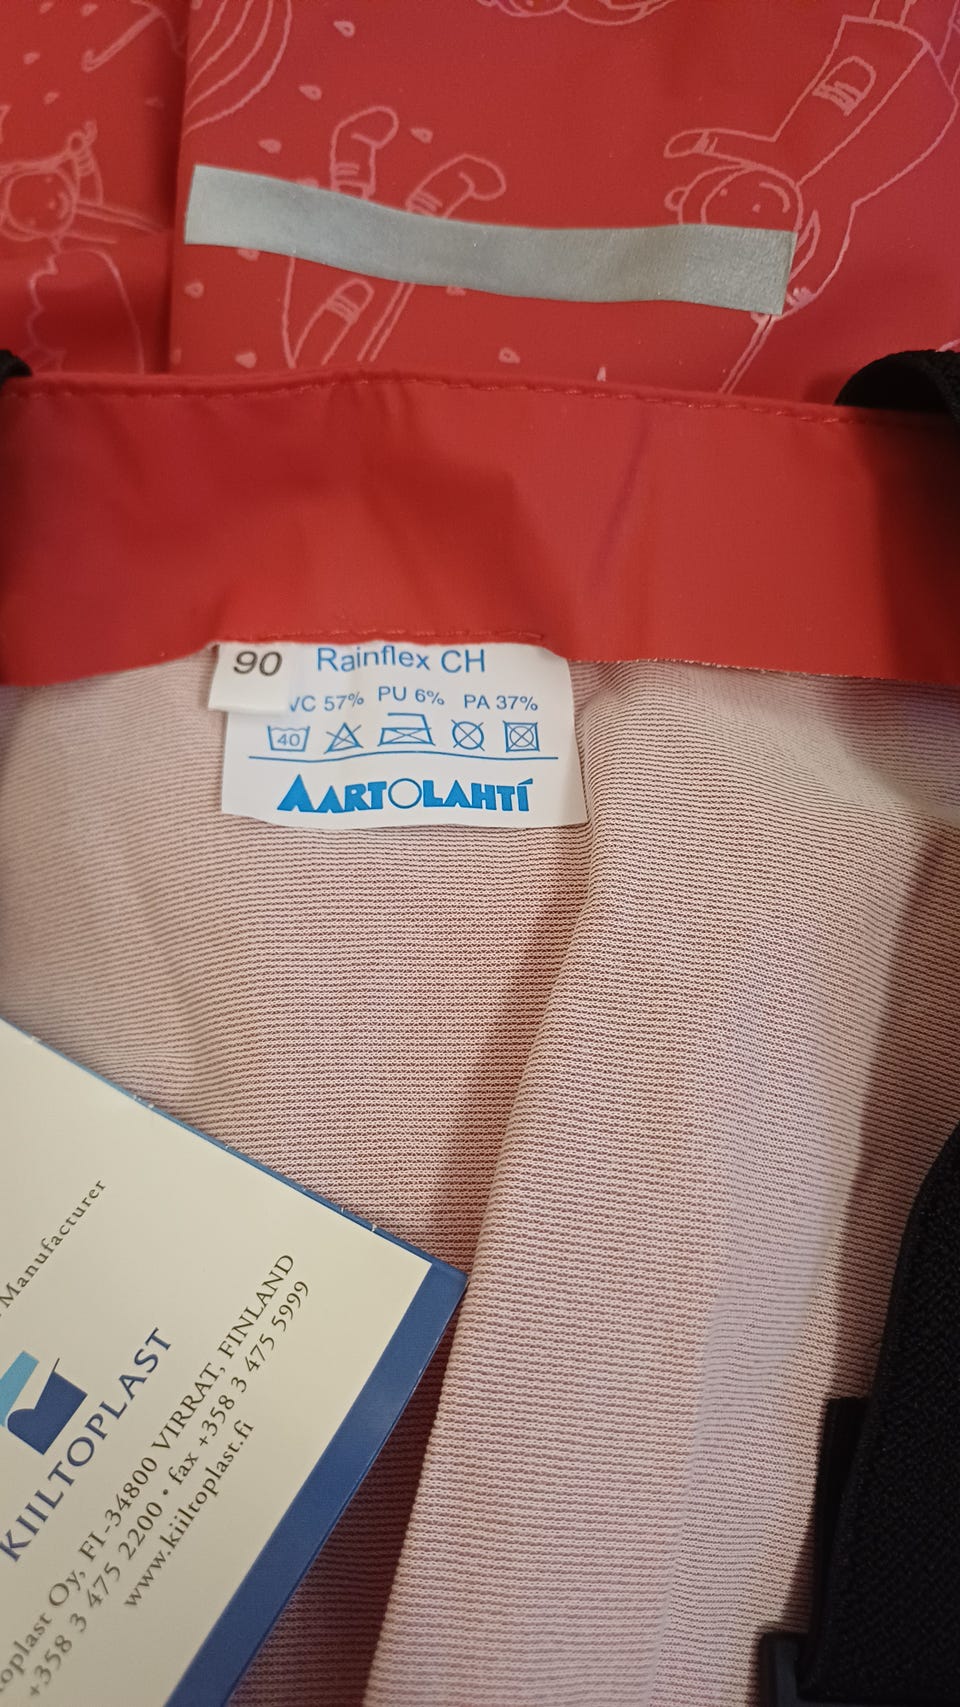 90
Rainflex CH
VC 57% PU 6% PA 37%
40
AARTOLAHTI
Manufacturer
KIILTOPLAST
toplast Oy, FI-34800 VIRRAT, FINLAND
+358 3 475 2200 • fax +358 3 475 5999
www.kiiltoplast.fi